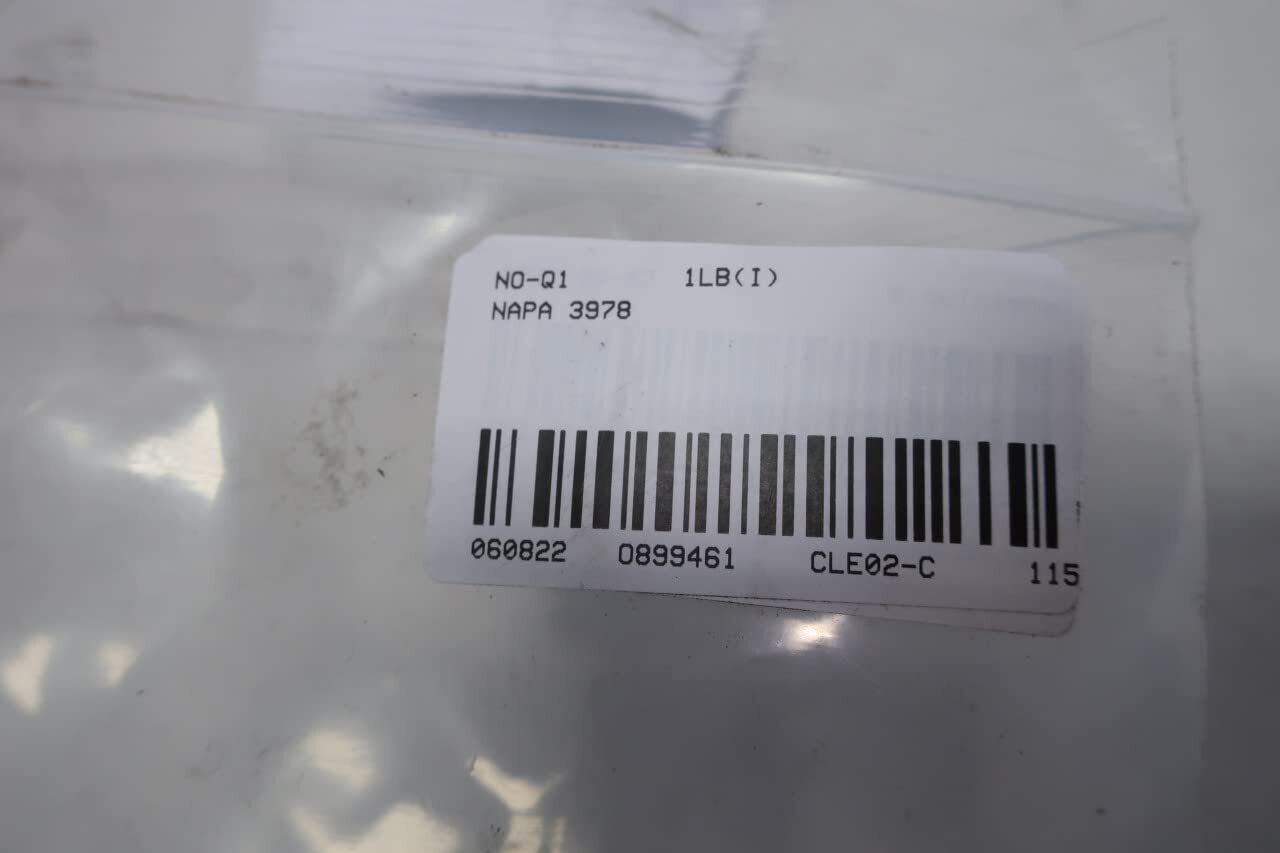 NO-Q1 1LB(I)
NAPA 3978
060822 0899461 CLE02-C 115